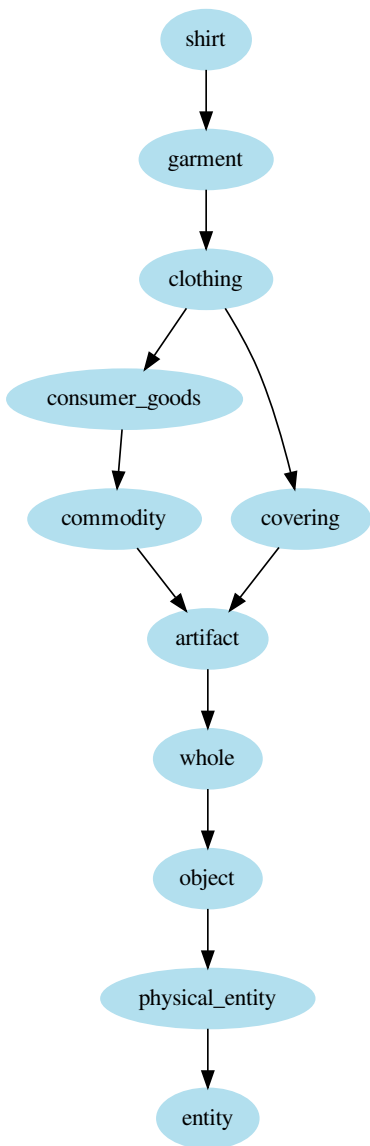 shirt
garment
clothing
consumer_goods
commodity
covering
artifact
whole
object
physical_entity
entity